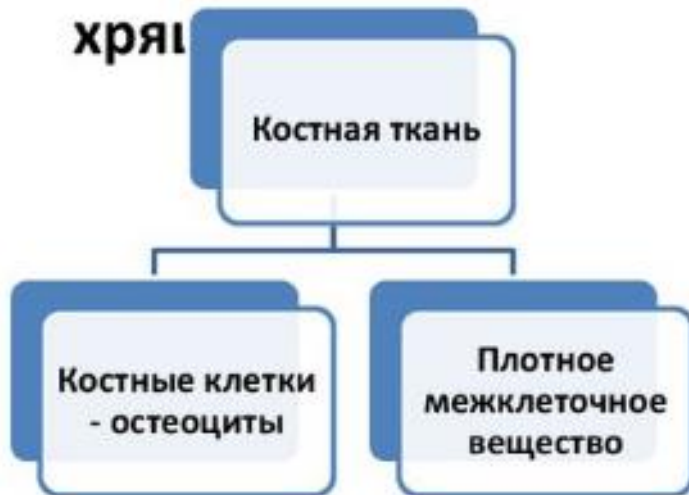 Костная ткань
Костные клетки
- остеоциты
Плотное
межклеточное
вещество